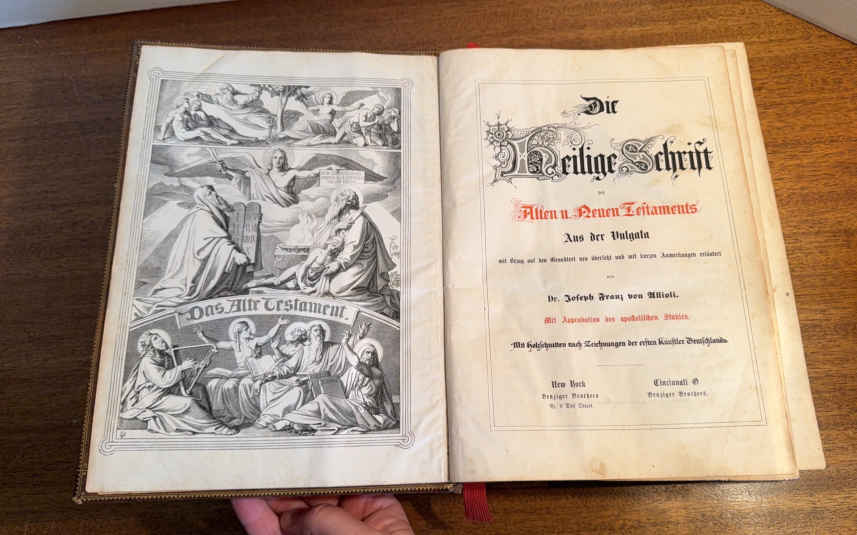 Das Alte Testament.
Die
Heilige Schrift
des
Alten u. Neuen Testaments
Aus der Vulgata
mit Bezug auf den Grundtext neu übersetzt und mit kurzen Anmerkungen erläutert
von
Dr. Joseph Franz von Allioli.
Mit Approbation des apostolischen Stuhles.
Mit Holzschnitten nach Zeichnungen der ersten Künstler Deutschlands.
New York
Benziger Brothers
Cincinnati O
Benziger Brothers.